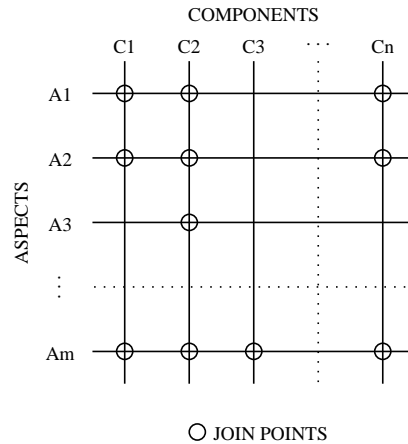 COMPONENTS
C1 C2 C3 ... Cn
A1
A2
A3
...
Am
ASPECTS
JOIN POINTS